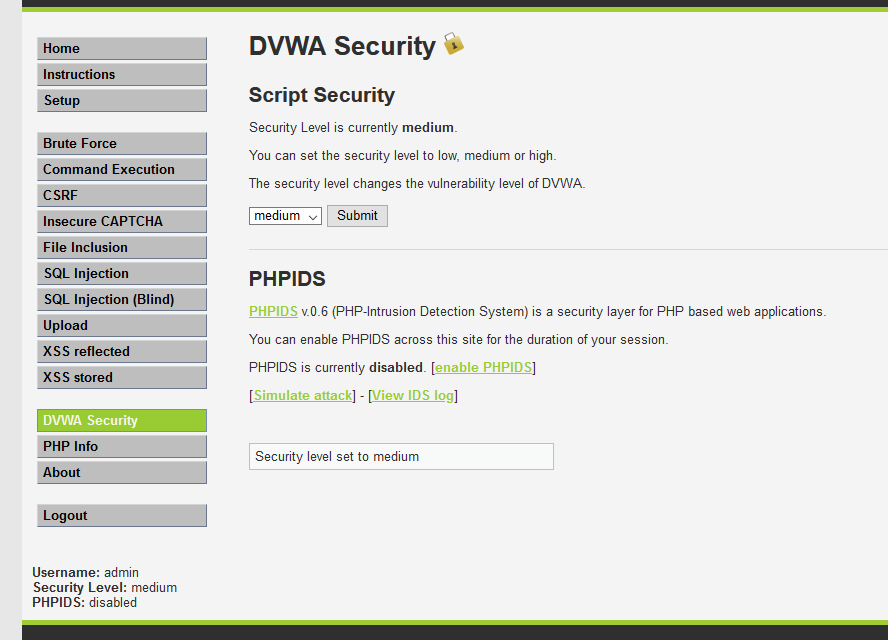 Home
Instructions
Setup
Brute Force
Command Execution
CSRF
Insecure CAPTCHA
File Inclusion
SQL Injection
SQL Injection (Blind)
Upload
XSS reflected
XSS stored
DVWA Security
PHP Info
About
Logout
Username: admin
Security Level: medium
PHPIDS: disabled
DVWA Security
Script Security
Security Level is currently medium.
You can set the security level to low, medium or high.
The security level changes the vulnerability level of DVWA.
medium Submit
PHPIDS
PHPIDS v.0.6 (PHP-Intrusion Detection System) is a security layer for PHP based web applications.
You can enable PHPIDS across this site for the duration of your session.
PHPIDS is currently disabled. [enable PHPIDS]
[Simulate attack] - [View IDS log]
Security level set to medium